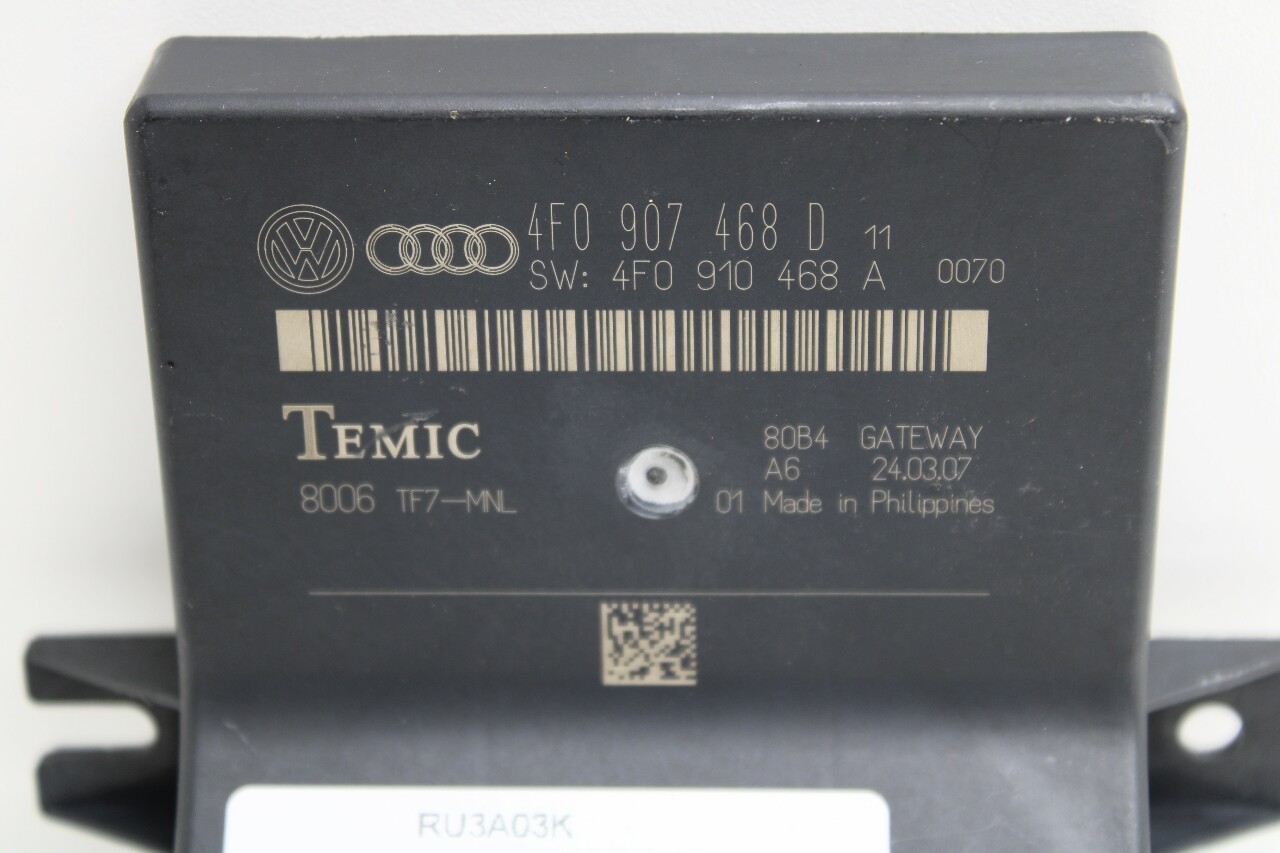 4F0 907 468 D 11
SW: 4F0 910 468 A 0070
TEMIC
80B4 GATEWAY
A6 24.03.07
8006 TF7-MNL 01 Made in Philippines
RU3A03K